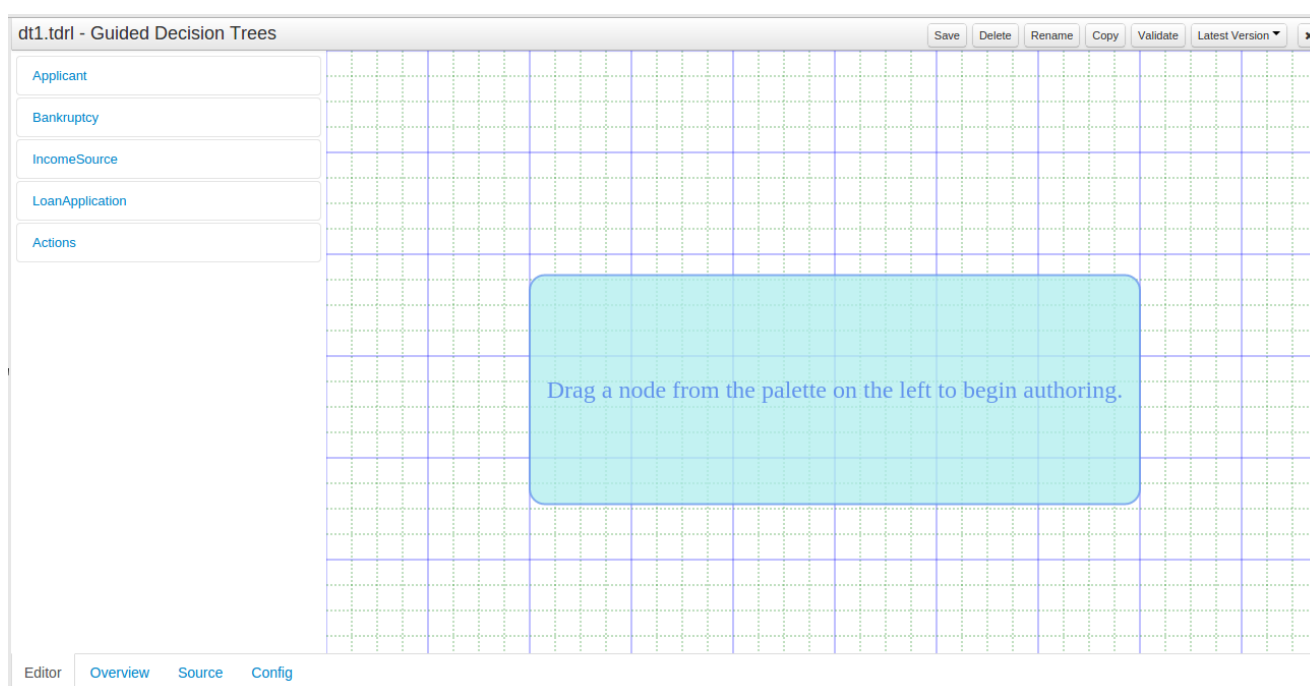 dt1.tdrl - Guided Decision Trees
Save Delete Rename Copy Validate Latest Version
Applicant
Bankruptcy
IncomeSource
LoanApplication
Actions
Drag a node from the palette on the left to begin authoring.
Editor Overview Source Config